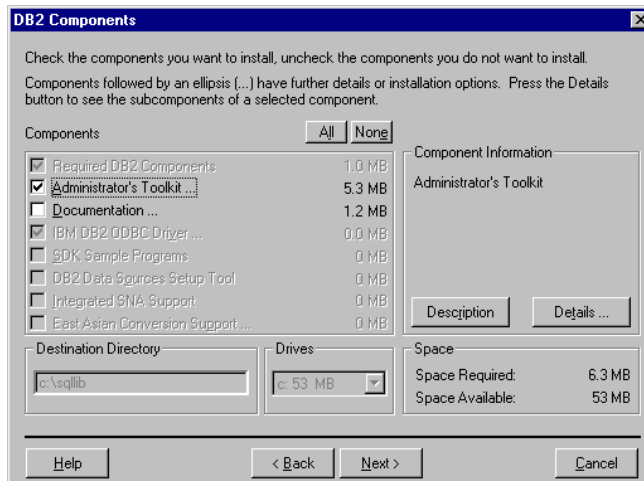 DB2 Components
Check the components you want to install, uncheck the components you do not want to install.
Components followed by an ellipsis (...) have further details or installation options. Press the Details
button to see the subcomponents of a selected component.
Components
All
None
Required DB2 Components 1.0 MB
Administrator's Toolkit ... 5.3 MB
Documentation ... 1.2 MB
IBM DB2 ODBC Driver ... 0.0 MB
SDK Sample Programs 0 MB
DB2 Data Sources Setup Tool 0 MB
Integrated SNA Support 0 MB
East Asian Conversion Support ... 0 MB
Component Information
Administrator's Toolkit
Description
Details ...
Destination Directory
c:\sqllib
Drives
c: 53 MB
Space
Space Required: 6.3 MB
Space Available: 53 MB
Help
< Back
Next >
Cancel